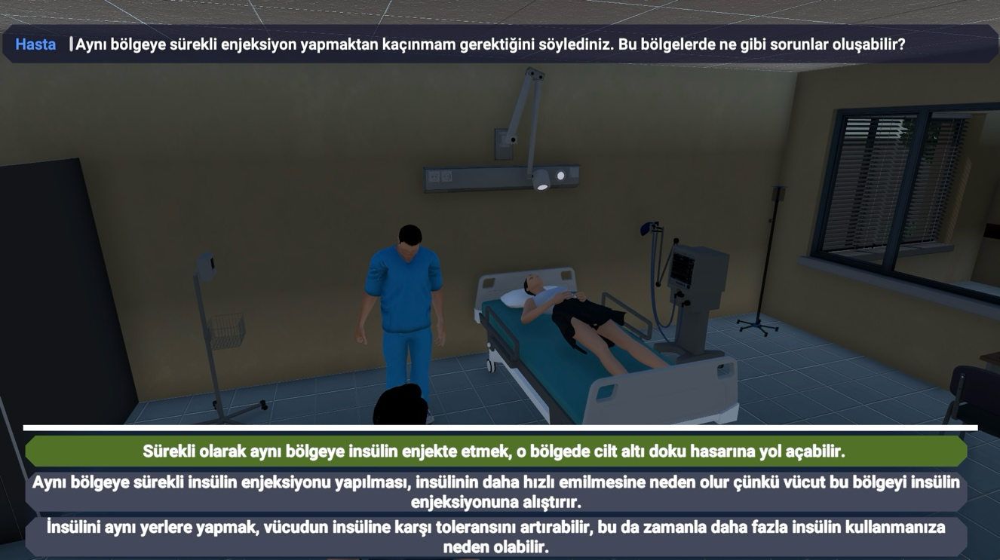 Hasta Aynı bölgeye sürekli enjeksiyon yapmaktan kaçınmam gerektiğini söylediniz. Bu bölgelerde ne gibi sorunlar oluşabilir?
Sürekli olarak aynı bölgeye insülin enjekte etmek, o bölgede cilt altı doku hasarına yol açabilir.
Aynı bölgeye sürekli insülin enjeksiyonu yapılması, insülinin daha hızlı emilmesine neden olur çünkü vücut bu bölgeyi insülin
enjeksiyonuna alıştırır.
İnsülini aynı yerlere yapmak, vücudun insüline karşı toleransını artırabilir, bu da zamanla daha fazla insülin kullanmanıza
neden olabilir.